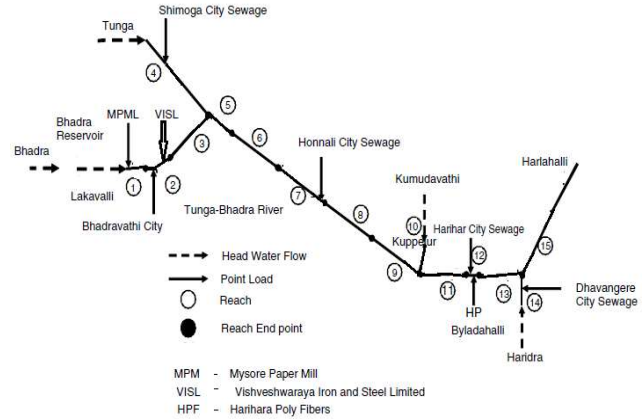 Shimoga City Sewage
Tunga
4
5
Bhadra
Reservoir
MPML
VISL
3
6
Honnali City Sewage
Bhadra
Harlahalli
1
2
Lakavalli
Kumudavathi
7
Bhadravathi City
Tunga-Bhadra River
10
Harihar City Sewage
8
Kuppelur
12
15
Head Water Flow
Point Load
9
11
13
14
Dhavangere
City Sewage
Reach
HP
Byladahalli
Reach End point
Haridra
MPM - Mysore Paper Mill
VISL - Vishveshwaraya Iron and Steel Limited
HPF - Harihara Poly Fibers